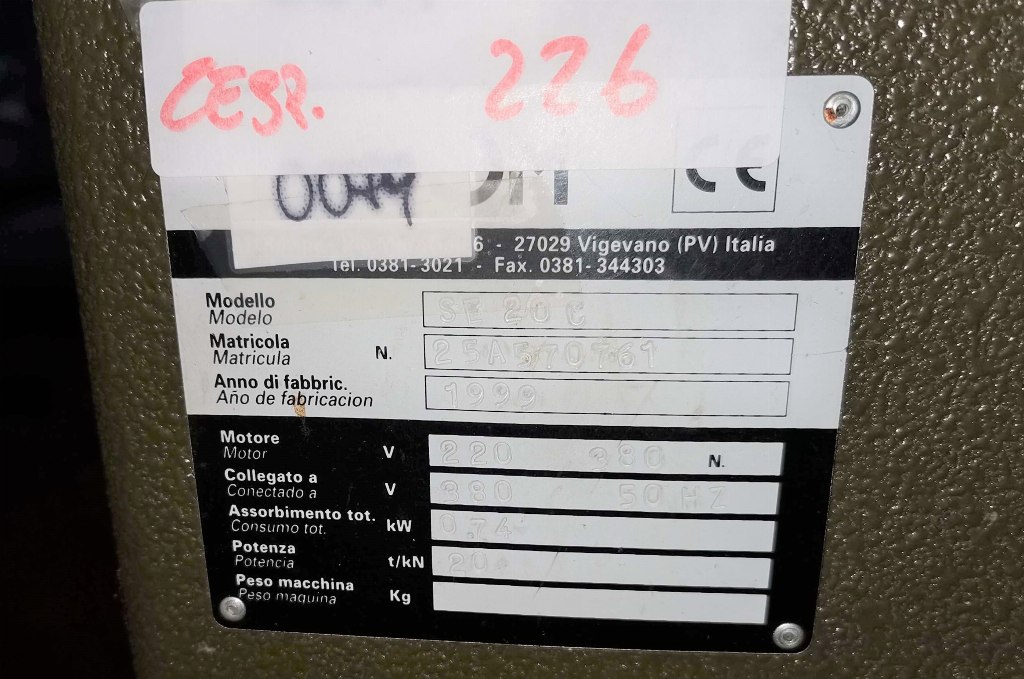 CESP. 226
0044
CE
6 - 27029 Vigevano (PV) Italia
Tel. 0381-3021 - Fax. 0381-344303
Modello SE 20 C
Modelo
Matricola N. 25A570761
Matricula
Anno di fabbric. 1999
Año de fabricacion
Motore V 220 380 N.
Motor
Collegato a V 380 50 HZ
Conectado a
Assorbimento tot. kW 0,74
Consumo tot.
Potenza t/kN 20
Potencia
Peso macchina Kg
Peso maquina